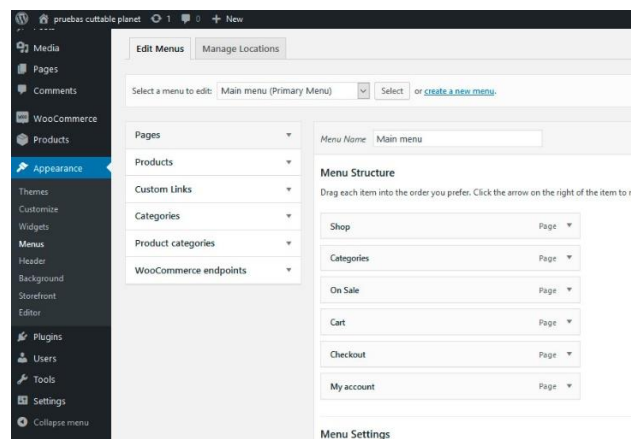 pruebas cuttable planet 1 0 + New
Media
Pages
Comments
WooCommerce
Products
Appearance
Themes
Customize
Widgets
Menus
Header
Background
Storefront
Editor
Plugins
Users
Tools
Settings
Collapse menu
Edit Menus Manage Locations
Select a menu to edit: Main menu (Primary Menu) Select or create a new menu.
Pages
Products
Custom Links
Categories
Product categories
WooCommerce endpoints
Menu Name Main menu
Menu Structure
Drag each item into the order you prefer. Click the arrow on the right of the item to
Shop Page
Categories Page
On Sale Page
Cart Page
Checkout Page
My account Page
Menu Settings